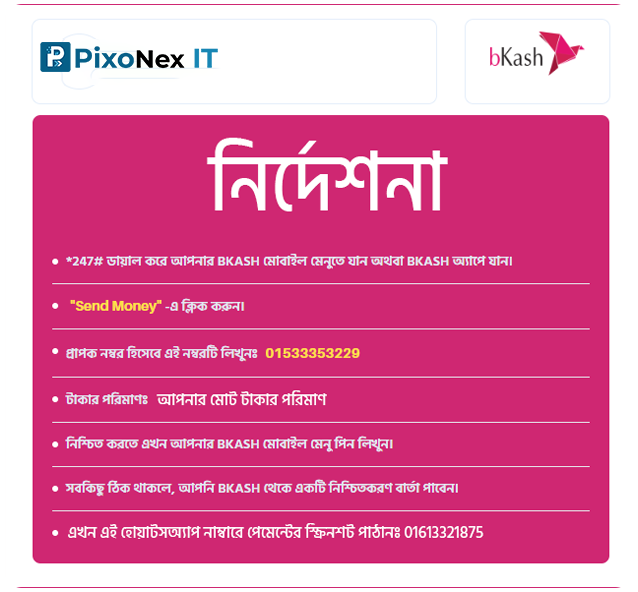 PixoNex IT
bKash
নির্দেশনা
*247# ডায়াল করে আপনার BKASH মোবাইল মেনুতে যান অথবা BKASH অ্যাপে যান।
"Send Money" -এ ক্লিক করুন।
প্রাপক নম্বর হিসেবে এই নম্বরটি লিখুনঃ 01533353229
টাকার পরিমাণঃ আপনার মোট টাকার পরিমাণ
নিশ্চিত করতে এখন আপনার BKASH মোবাইল মেনু পিন লিখুন।
সবকিছু ঠিক থাকলে, আপনি BKASH থেকে একটি নিশ্চিতকরণ বার্তা পাবেন।
এখন এই হোয়াটসঅ্যাপ নাম্বারে পেমেন্টের স্ক্রিনশট পাঠানঃ 01613321875